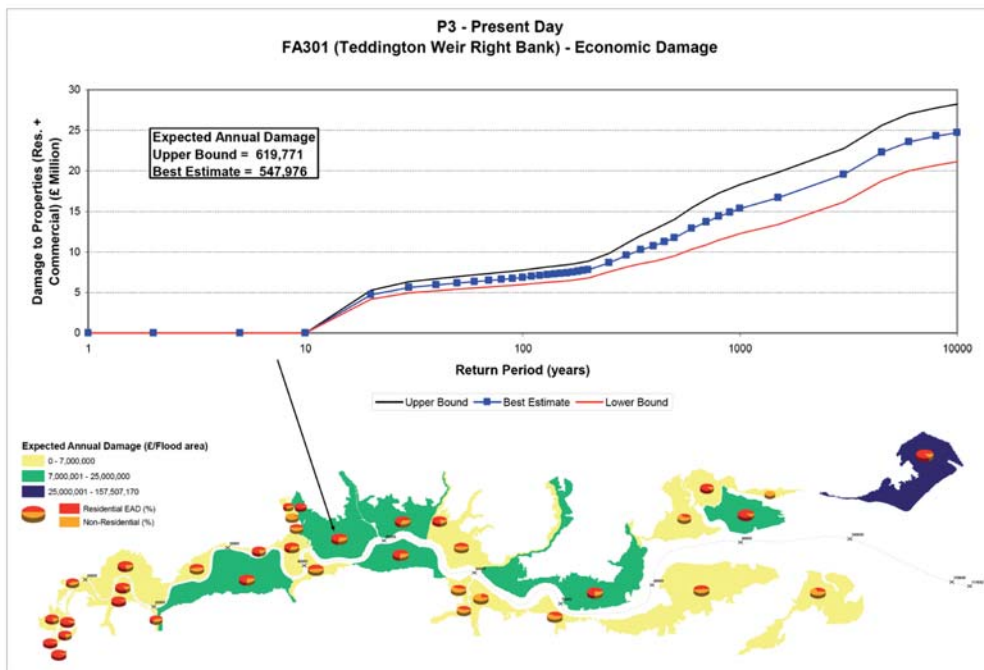 P3 - Present Day
FA301 (Teddington Weir Right Bank) - Economic Damage
Damage to Properties (Res. +
Commercial) (£ Million)
30
25
20
15
10
5
0
Expected Annual Damage
Upper Bound = 619,771
Best Estimate = 547,976
1
10
100
1000
10000
Return Period (years)
Upper Bound
Best Estimate
Lower Bound
Expected Annual Damage (£/Flood area)
0 - 7,000,000
7,000,001 - 25,000,000
25,000,001 - 157,507,170
Residential EAD (%)
Non-Residential (%)